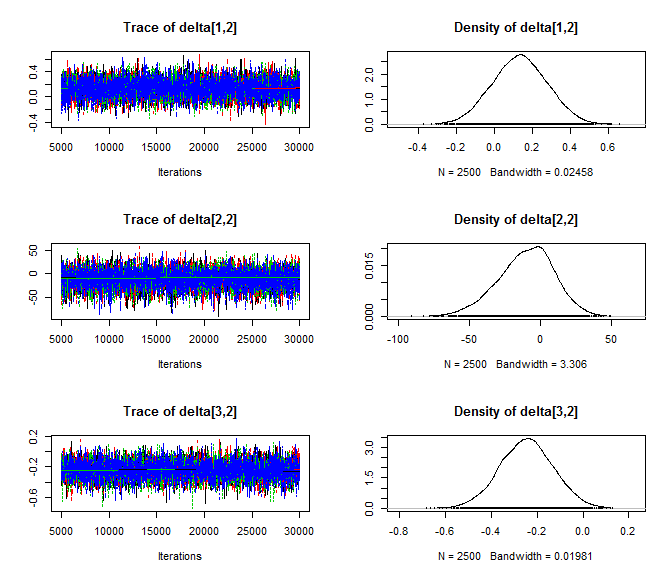 Trace of delta[1,2]
0.4
0.0
-0.4
5000 10000 15000 20000 25000 30000
Iterations
Density of delta[1,2]
2.0
1.0
0.0
-0.4 -0.2 0.0 0.2 0.4 0.6
N = 2500 Bandwidth = 0.02458
Trace of delta[2,2]
50
0
-50
5000 10000 15000 20000 25000 30000
Iterations
Density of delta[2,2]
0.015
0.000
-100 -50 0 50
N = 2500 Bandwidth = 3.306
Trace of delta[3,2]
0.2
-0.2
-0.6
5000 10000 15000 20000 25000 30000
Iterations
Density of delta[3,2]
3.0
1.5
0.0
-0.8 -0.6 -0.4 -0.2 0.0 0.2
N = 2500 Bandwidth = 0.01981